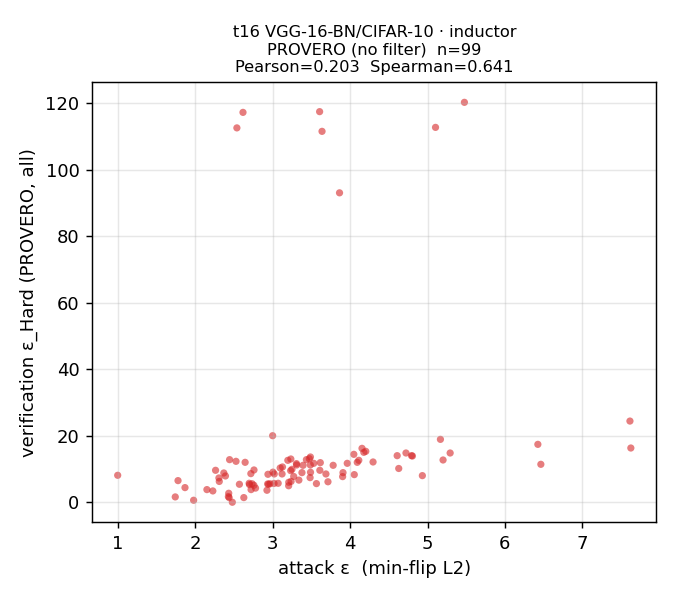 t16 VGG-16-BN/CIFAR-10 · inductor
PROVERO (no filter)  n=99
Pearson=0.203  Spearman=0.641
verification ε_Hard (PROVERO, all)
120
100
80
60
40
20
0
1 2 3 4 5 6 7
attack ε  (min-flip L2)